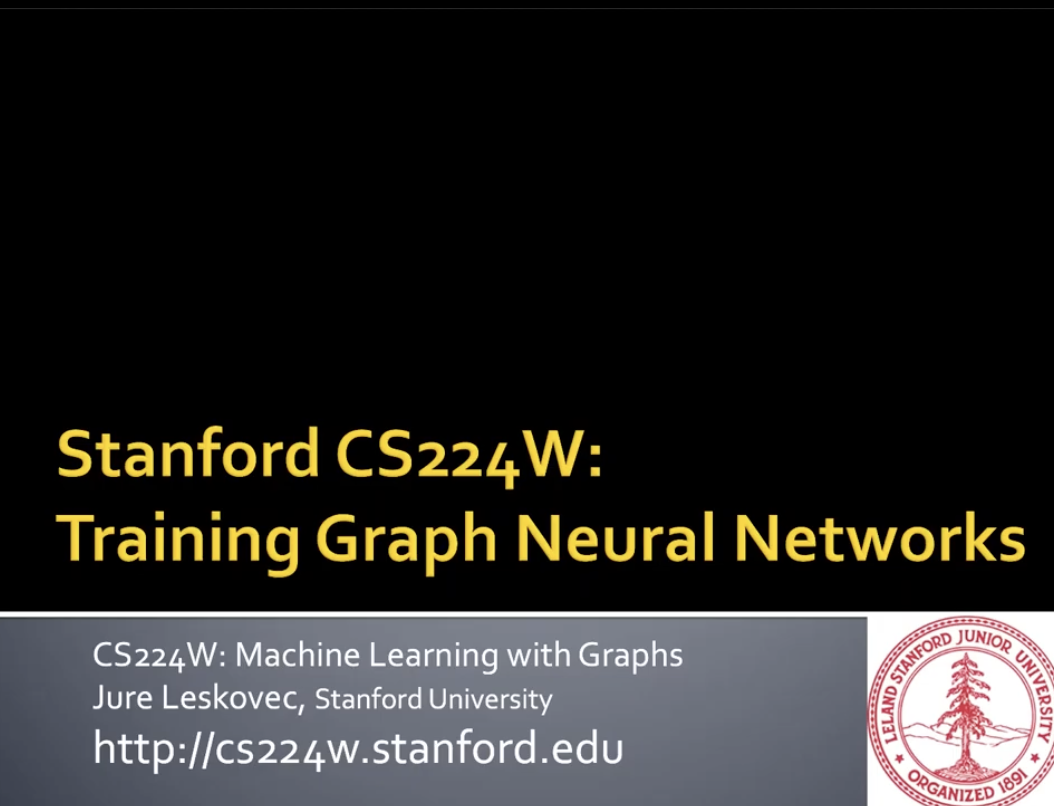 Stanford CS224W:
Training Graph Neural Networks
CS224W: Machine Learning with Graphs
Jure Leskovec, Stanford University
http://cs224w.stanford.edu
LELAND STANFORD JUNIOR UNIVERSITY
ORGANIZED 1891